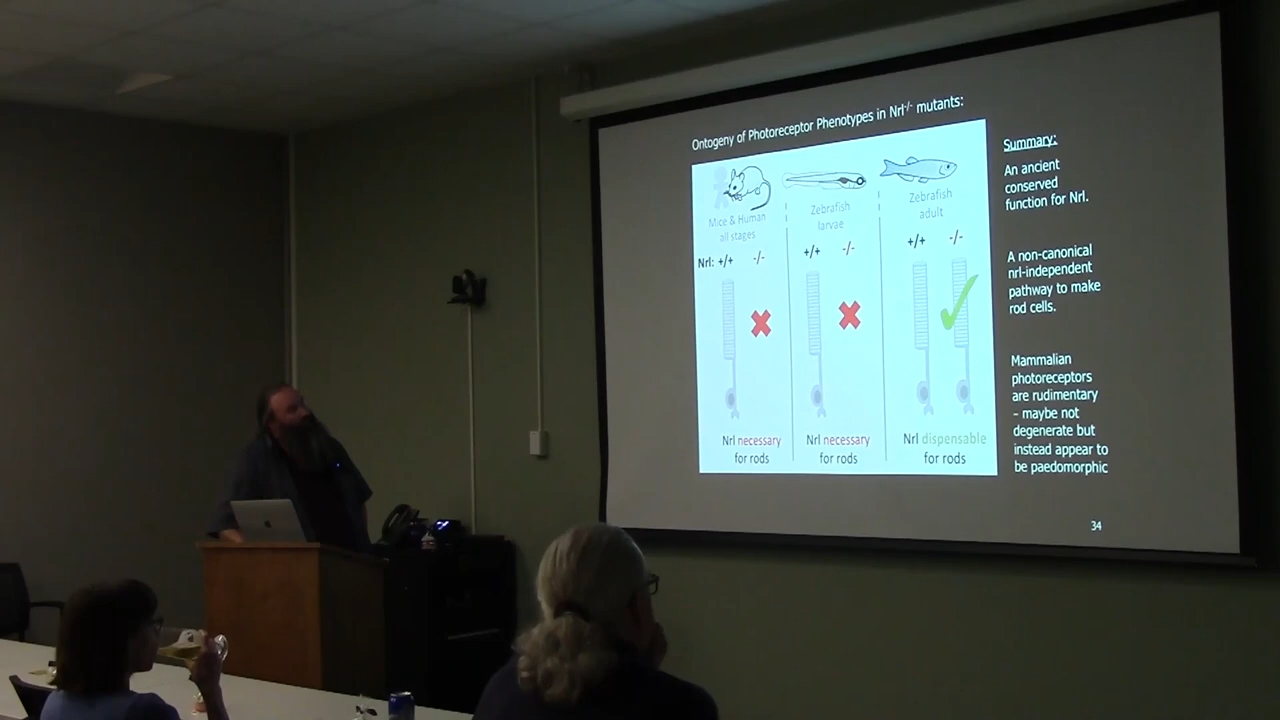 Ontogeny of Photoreceptor Phenotypes in Nrl-/- mutants:
Mice & Human
all stages
Zebrafish
larvae
Zebrafish
adult
Nrl: +/+ -/-
+/+ -/-
+/+ -/-
Nrl necessary
for rods
Nrl necessary
for rods
Nrl dispensable
for rods
Summary:
An ancient
conserved
function for Nrl.
A non-canonical
nrl-independent
pathway to make
rod cells.
Mammalian
photoreceptors
are rudimentary
– maybe not
degenerate but
instead appear to
be paedomorphic
34